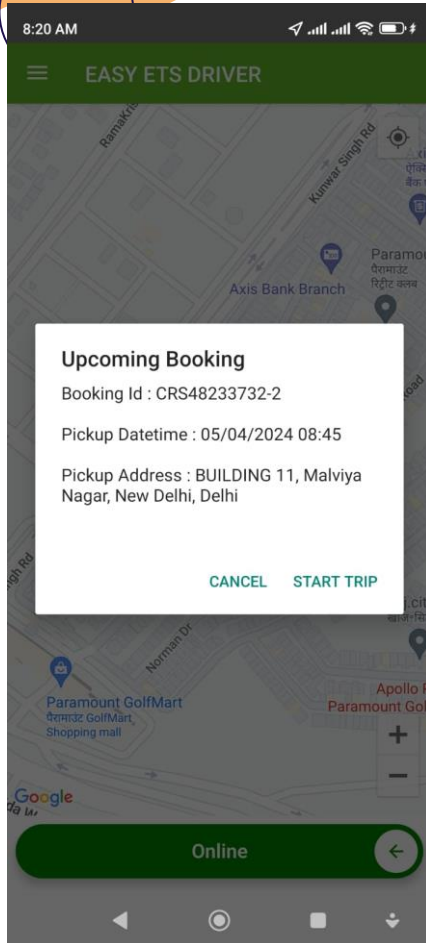 8:20 AM
EASY ETS DRIVER
Kunwar Singh Rd
Axis Bank Branch
Paramo
पैरामाउंट
रिट्रीट क्लब
Upcoming Booking
Booking Id : CRS48233732-2
Pickup Datetime : 05/04/2024 08:45
Pickup Address : BUILDING 11, Malviya
Nagar, New Delhi, Delhi
CANCEL START TRIP
Norman Dr
Paramount GolfMart
पैरामाउंट GolfMart
Shopping mall
Apollo
Paramount Gol
+
−
Google
Online